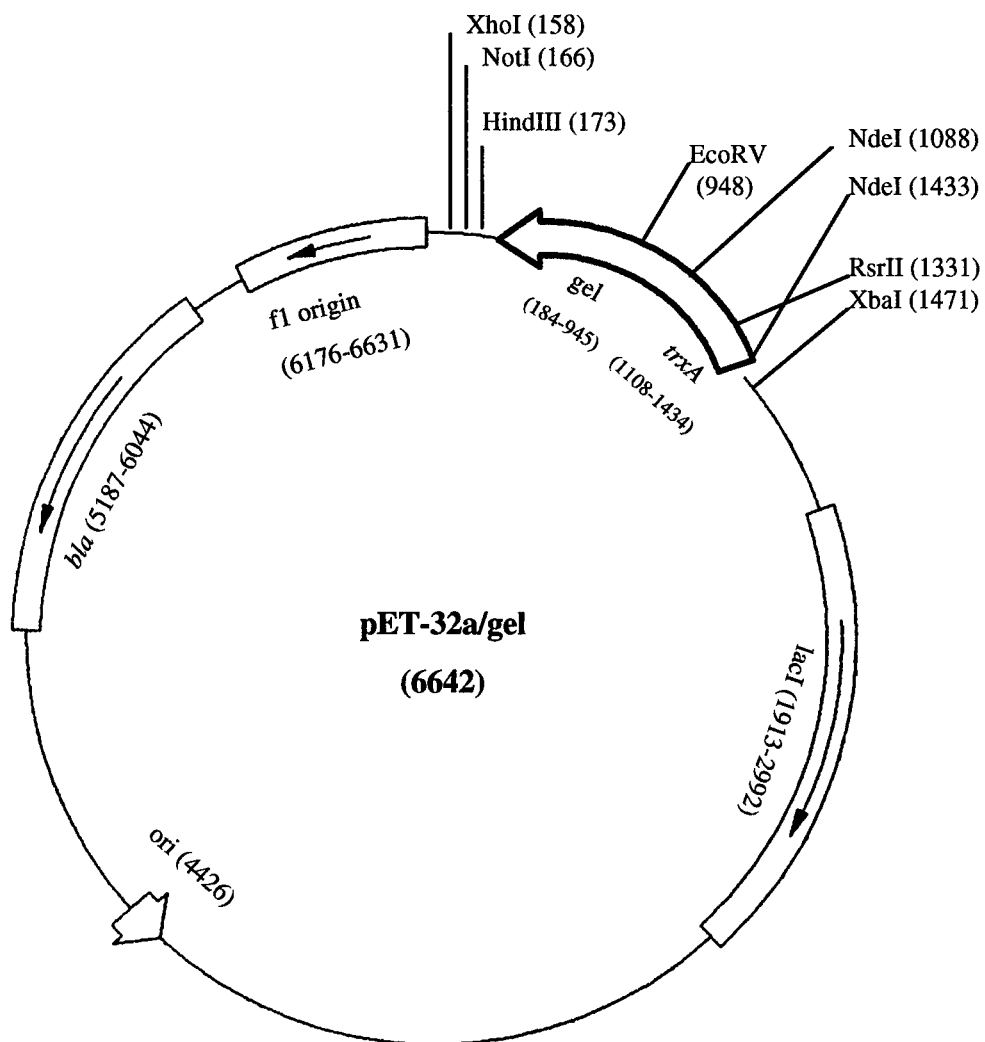 XhoI (158)
NotI (166)
HindIII (173)
EcoRV
(948)
NdeI (1088)
NdeI (1433)
RsrII (1331)
XbaI (1471)
gel
(184-945)
trxA
(1108-1434)
f1 origin
(6176-6631)
bla (5187-6044)
pET-32a/gel
(6642)
lacI (1913-2992)
ori (4426)